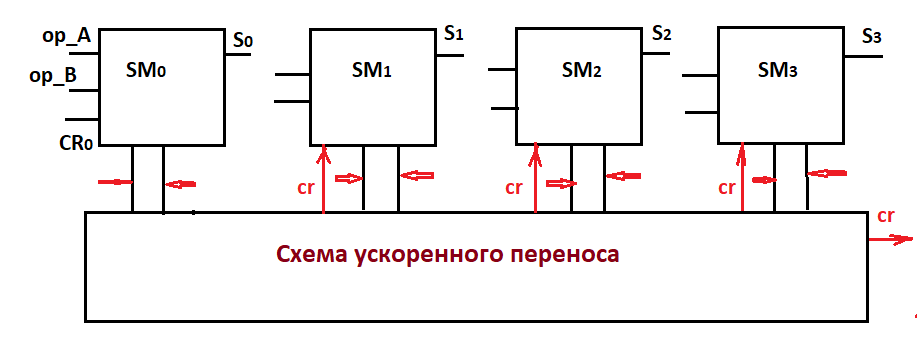 op_A
op_B
CR0
SM0
S0
SM1
S1
SM2
S2
SM3
S3
cr
cr
cr
cr
Схема ускоренного переноса